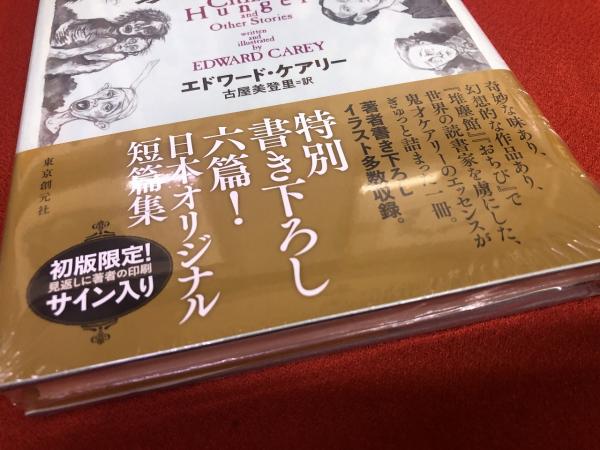 Hunger
and
Other Stories
written
and
illustrated
by
EDWARD CAREY
エドワード・ケアリー
古屋美登里=訳
奇妙な味あり、
幻想的な作品あり、
『堆塵館』『おちび』で
世界の読書家を虜にした、
鬼才ケアリーのエッセンスが
ぎゅっと詰まった一冊。
著者書き下ろし
イラスト多数収録。
特別
書き下ろし
六篇!
日本オリジナル
短篇集
東京創元社
初版限定!
見返しに著者の印刷
サイン入り